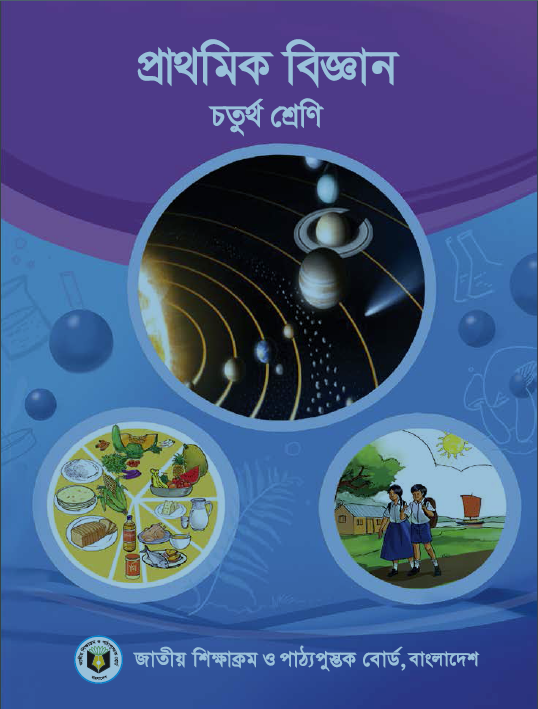 প্রাথমিক বিজ্ঞান
চতুর্থ শ্রেণি
জাতীয় শিক্ষাক্রম ও পাঠ্যপুস্তক বোর্ড, বাংলাদেশ